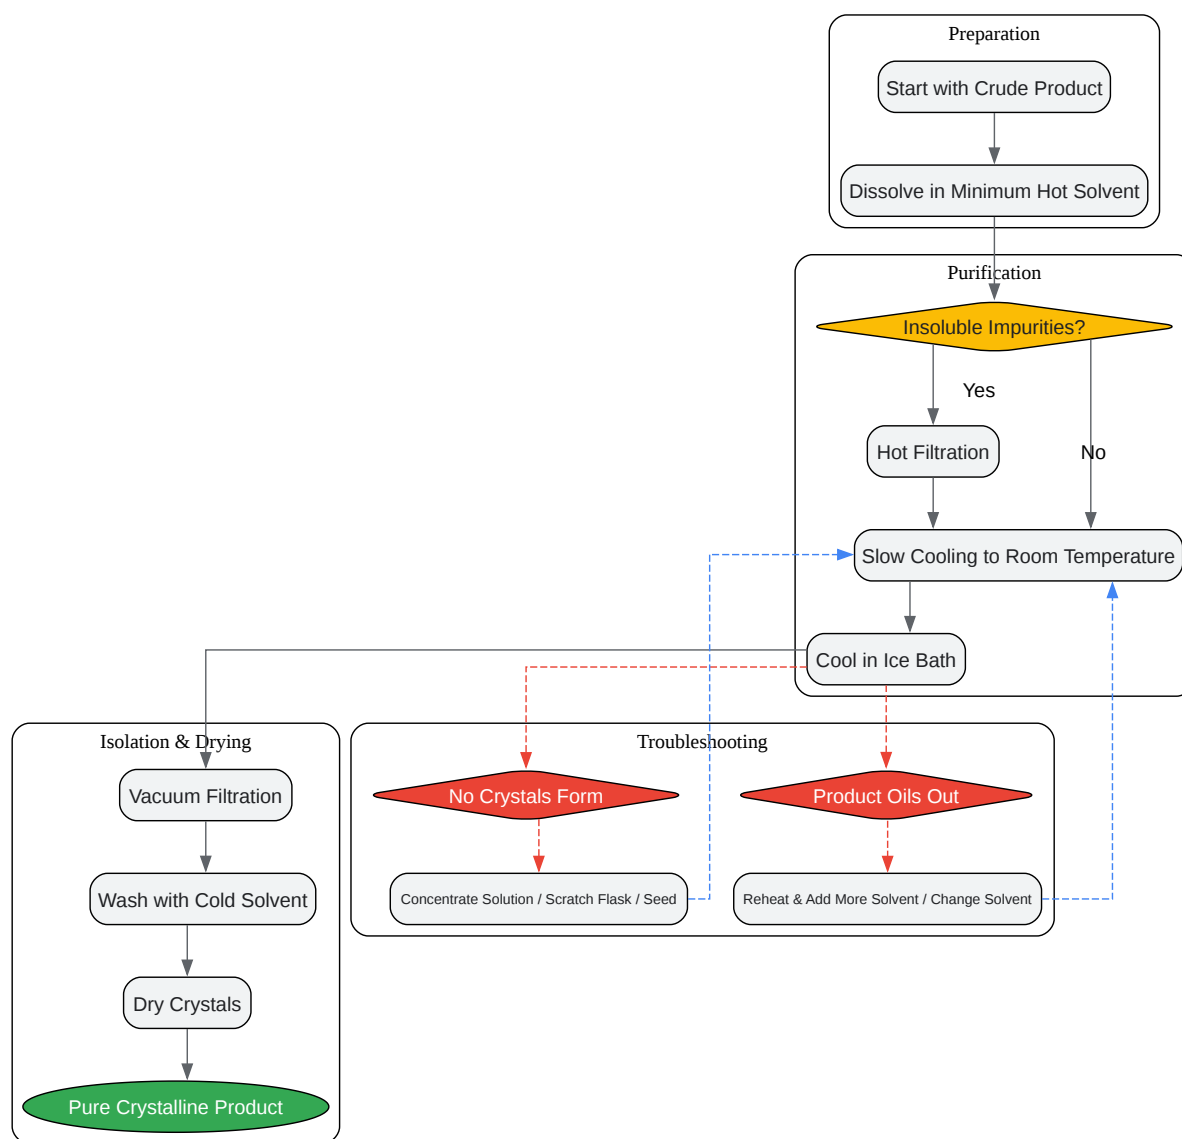 Preparation
Start with Crude Product
Dissolve in Minimum Hot Solvent
Purification
Insoluble Impurities?
Yes
Hot Filtration
No
Slow Cooling to Room Temperature
Cool in Ice Bath
Isolation & Drying
Vacuum Filtration
Wash with Cold Solvent
Dry Crystals
Pure Crystalline Product
Troubleshooting
No Crystals Form
Product Oils Out
Concentrate Solution / Scratch Flask / Seed
Reheat & Add More Solvent / Change Solvent